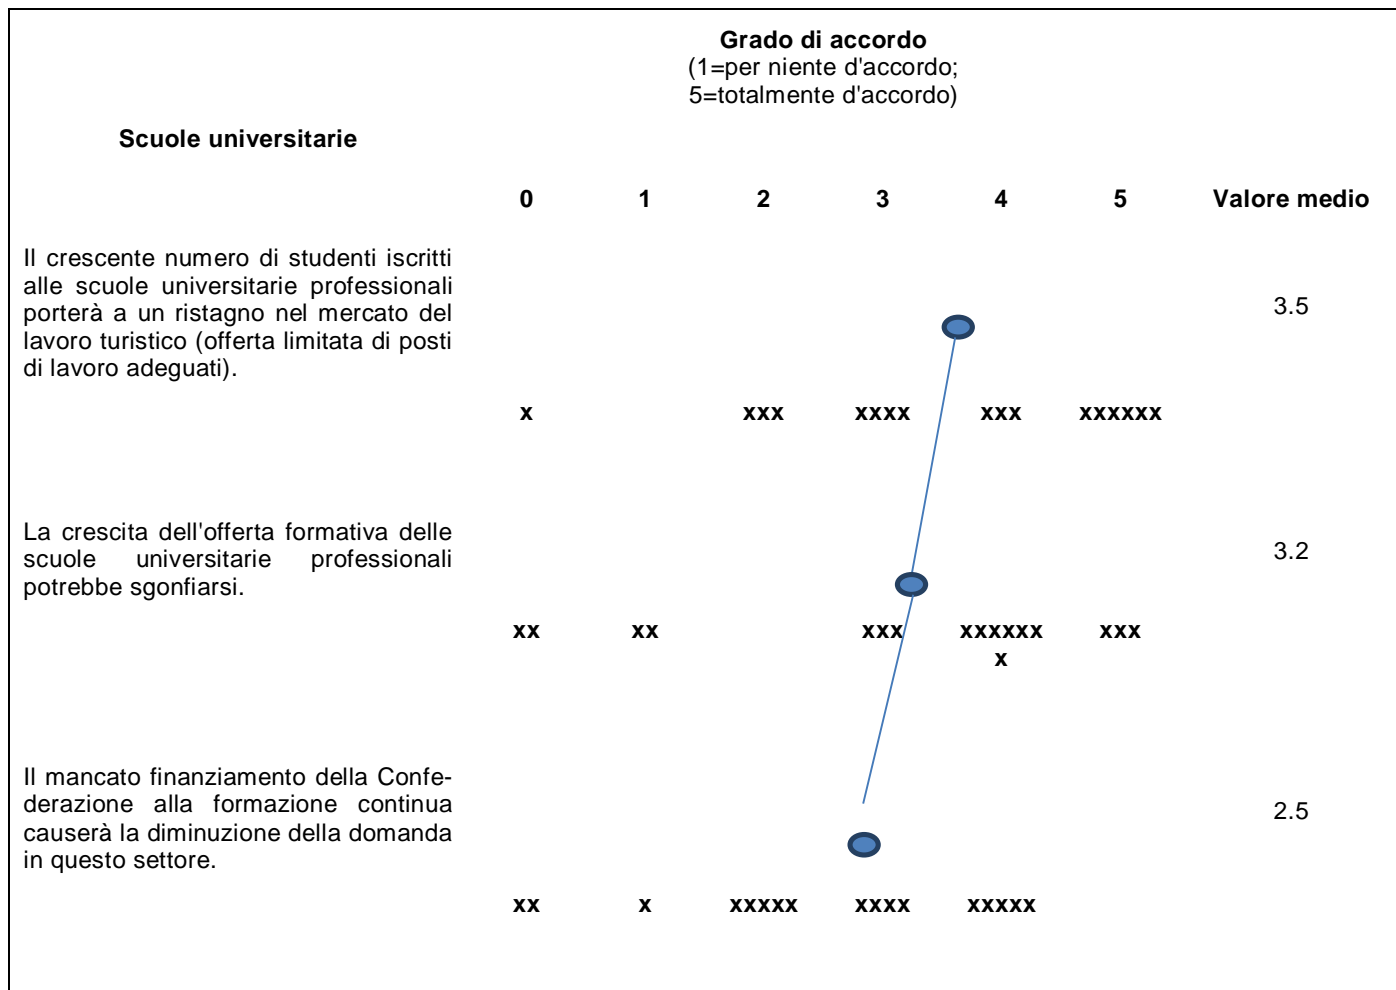 Grado di accordo
(1=per niente d'accordo;
5=totalmente d'accordo)
Scuole universitarie
0 1 2 3 4 5 Valore medio
Il crescente numero di studenti iscritti
alle scuole universitarie professionali
porterà a un ristagno nel mercato del
lavoro turistico (offerta limitata di posti
di lavoro adeguati).
3.5
x xxx xxxx xxx xxxxxx
La crescita dell'offerta formativa delle
scuole universitarie professionali
potrebbe sgonfiarsi.
3.2
xx xx xxx xxxxxx xxx
x
Il mancato finanziamento della Confe-
derazione alla formazione continua
causerà la diminuzione della domanda
in questo settore.
2.5
xx x xxxxx xxxx xxxxx